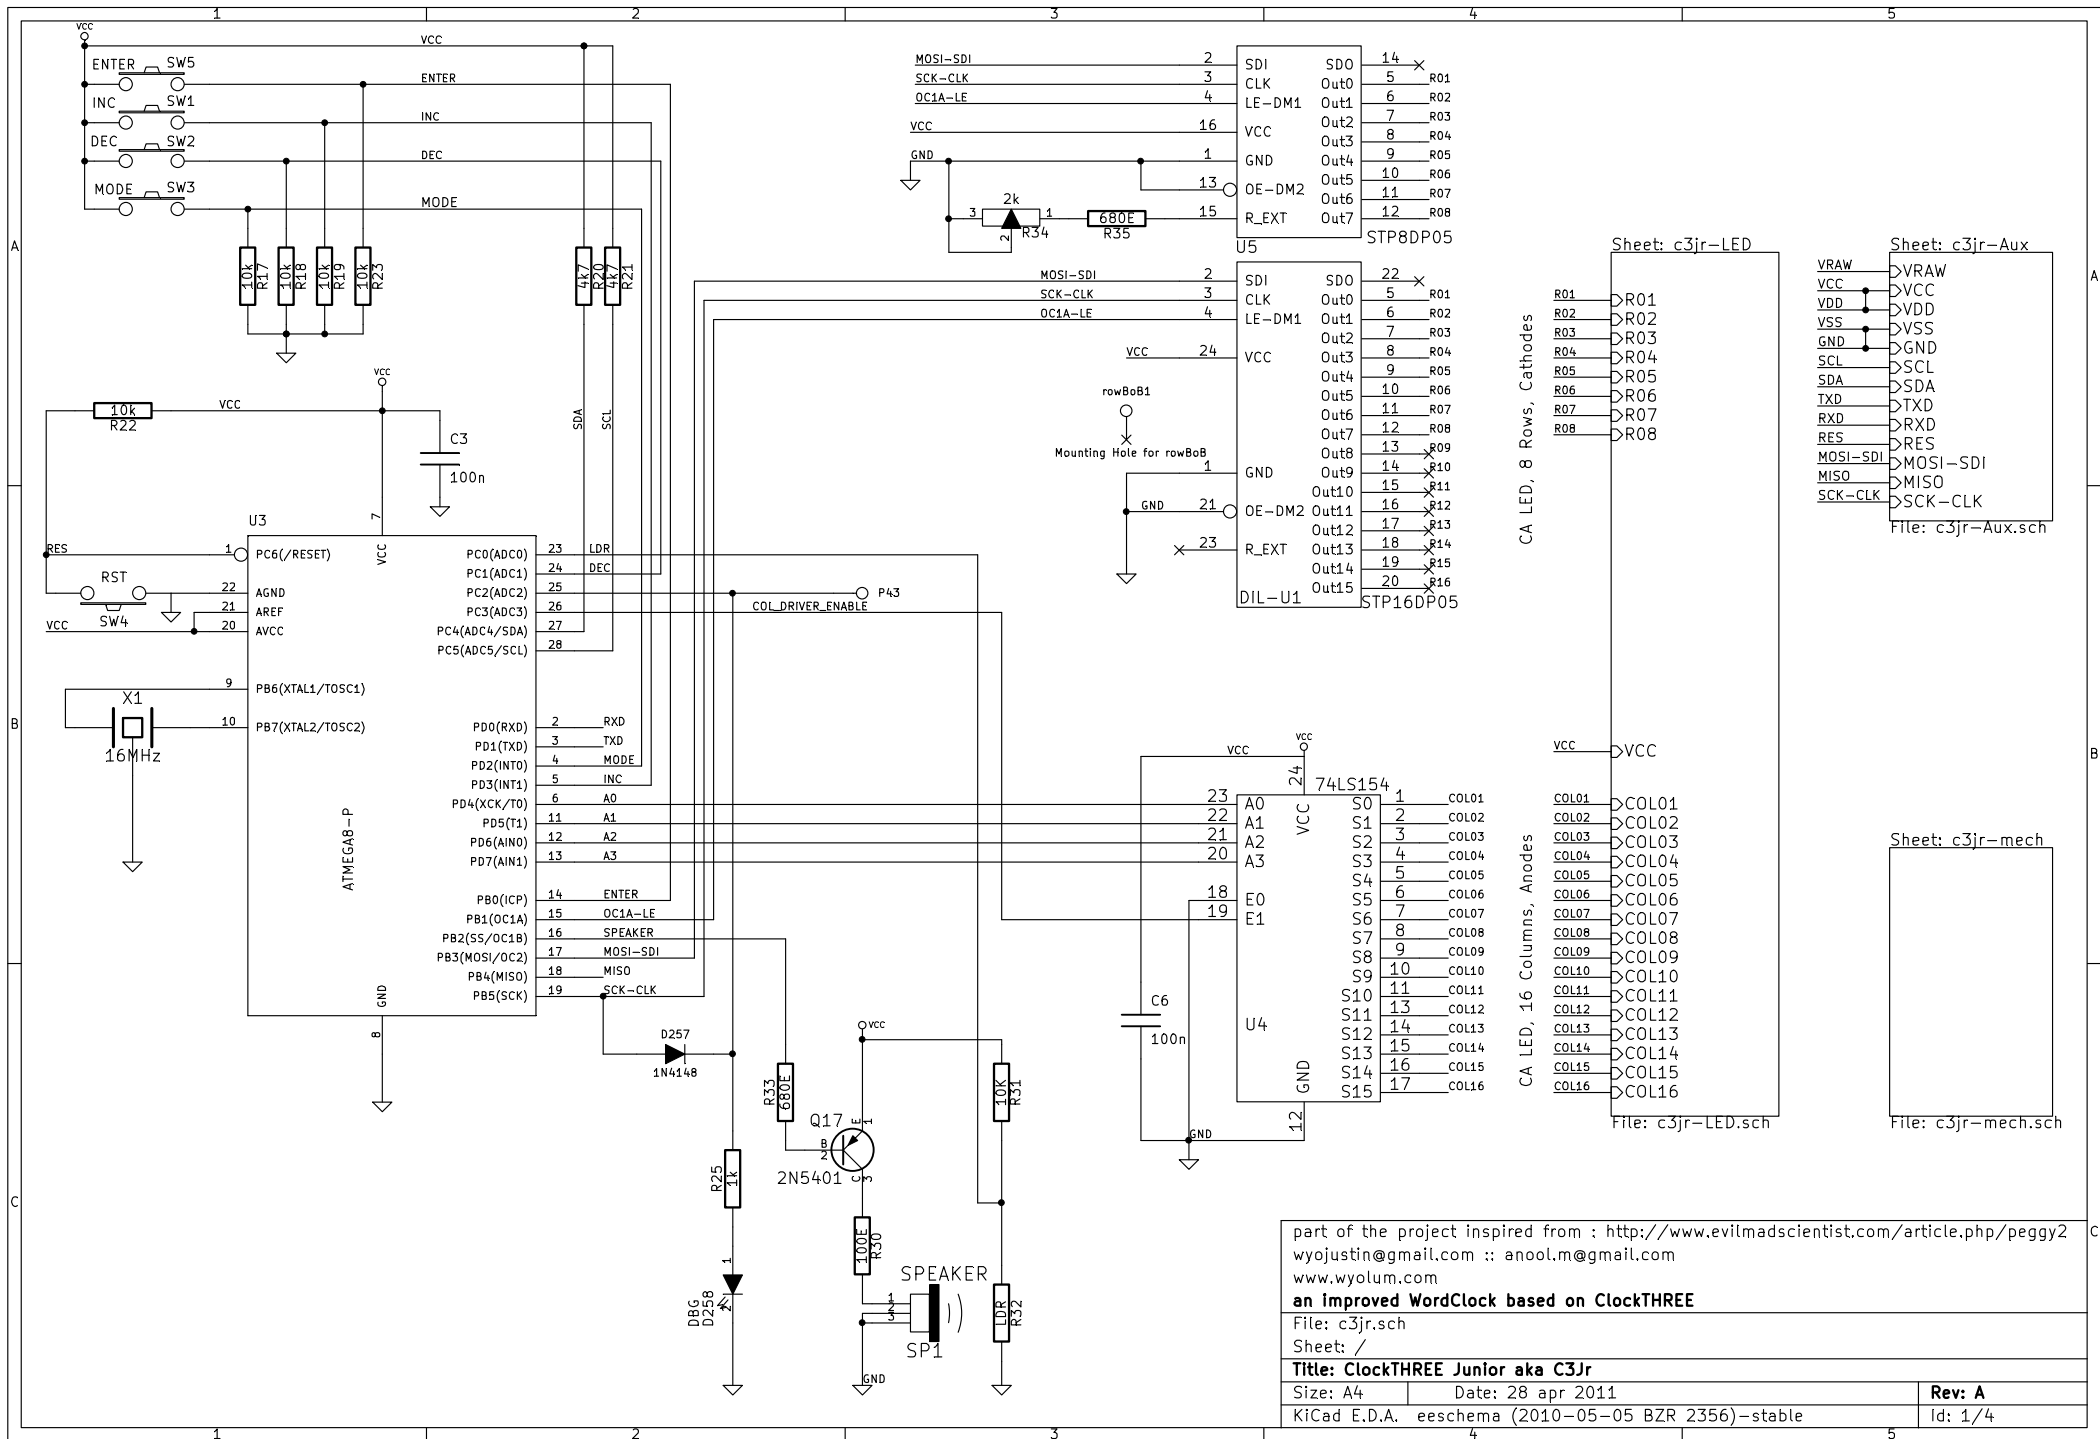 1 2 3 4 5
VCC
VCC
ENTER SW5 ENTER
INC SW1 INC
DEC SW2 DEC
MODE SW3 MODE
10k R17
10k R18
10k R19
10k R23
4k7 R20
4k7 R21
SDA
SCL
A
B
C
VCC
10k
R22
VCC
C3
100n
U3
7
VCC
RES 1 PC6(/RESET)
RST
SW4
22 AGND
21 AREF
VCC 20 AVCC
9 PB6(XTAL1/TOSC1)
X1
10 PB7(XTAL2/TOSC2)
16MHz
ATMEGA8-P
GND
8
PC0(ADC0) 23 LDR
PC1(ADC1) 24 DEC
PC2(ADC2) 25 P43
PC3(ADC3) 26 COL_DRIVER_ENABLE
PC4(ADC4/SDA) 27
PC5(ADC5/SCL) 28
PD0(RXD) 2 RXD
PD1(TXD) 3 TXD
PD2(INT0) 4 MODE
PD3(INT1) 5 INC
PD4(XCK/T0) 6 A0
PD5(T1) 11 A1
PD6(AIN0) 12 A2
PD7(AIN1) 13 A3
PB0(ICP) 14 ENTER
PB1(OC1A) 15 OC1A-LE
PB2(SS/OC1B) 16 SPEAKER
PB3(MOSI/OC2) 17 MOSI-SDI
PB4(MISO) 18 MISO
PB5(SCK) 19 SCK-CLK
D257
1N4148
R25 1k
1
2
DBG
D258
R33 680E
VCC
Q17
E 1
B
2
C 3
2N5401
100E R30
10K R31
LDR R32
SPEAKER
1
2
3
SP1
GND
MOSI-SDI 2 SDI
SCK-CLK 3 CLK
OC1A-LE 4 LE-DM1
VCC 16 VCC
GND 1 GND
13 OE-DM2
2k
3 1
2
R34
680E
R35
15 R_EXT
SDO 14
Out0 5 R01
Out1 6 R02
Out2 7 R03
Out3 8 R04
Out4 9 R05
Out5 10 R06
Out6 11 R07
Out7 12 R08
U5
STP8DP05
MOSI-SDI 2 SDI
SCK-CLK 3 CLK
OC1A-LE 4 LE-DM1
VCC 24 VCC
rowBoB1
Mounting Hole for rowBoB
1 GND
GND 21 OE-DM2
23 R_EXT
SDO 22
Out0 5 R01
Out1 6 R02
Out2 7 R03
Out3 8 R04
Out4 9 R05
Out5 10 R06
Out6 11 R07
Out7 12 R08
Out8 13 R09
Out9 14 R10
Out10 15 R11
Out11 16 R12
Out12 17 R13
Out13 18 R14
Out14 19 R15
Out15 20 R16
DIL-U1
STP16DP05
VCC
VCC
24
VCC
74LS154
23 A0
22 A1
21 A2
20 A3
18 E0
19 E1
C6
100n
U4
GND
12
GND
S0 1 COL01
S1 2 COL02
S2 3 COL03
S3 4 COL04
S4 5 COL05
S5 6 COL06
S6 7 COL07
S7 8 COL08
S8 9 COL09
S9 10 COL10
S10 11 COL11
S11 13 COL12
S12 14 COL13
S13 15 COL14
S14 16 COL15
S15 17 COL16
CA LED, 8 Rows, Cathodes
CA LED, 16 Columns, Anodes
Sheet: c3jr-LED
R01 R01
R02 R02
R03 R03
R04 R04
R05 R05
R06 R06
R07 R07
R08 R08
VCC VCC
COL01 COL01
COL02 COL02
COL03 COL03
COL04 COL04
COL05 COL05
COL06 COL06
COL07 COL07
COL08 COL08
COL09 COL09
COL10 COL10
COL11 COL11
COL12 COL12
COL13 COL13
COL14 COL14
COL15 COL15
COL16 COL16
File: c3jr-LED.sch
Sheet: c3jr-Aux
VRAW VRAW
VCC VCC
VDD VDD
VSS VSS
GND GND
SCL SCL
SDA SDA
TXD TXD
RXD RXD
RES RES
MOSI-SDI MOSI-SDI
MISO MISO
SCK-CLK SCK-CLK
File: c3jr-Aux.sch
Sheet: c3jr-mech
File: c3jr-mech.sch
A
B
C
part of the project inspired from : http://www.evilmadscientist.com/article.php/peggy2
wyojustin@gmail.com :: anool.m@gmail.com
www.wyolum.com
an improved WordClock based on ClockTHREE
File: c3jr.sch
Sheet: /
Title: ClockTHREE Junior aka C3Jr
Size: A4 Date: 28 apr 2011 Rev: A
KiCad E.D.A. eeschema (2010-05-05 BZR 2356)-stable Id: 1/4
1 2 3 4 5